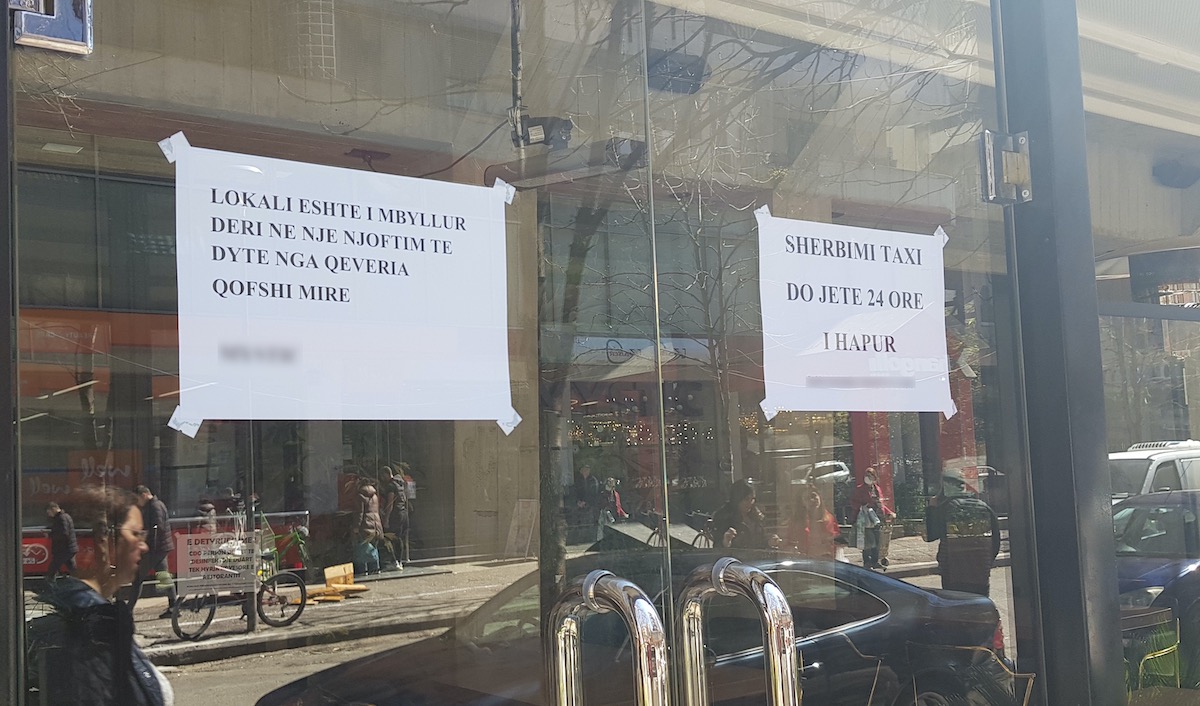 LOKALI ESHTE I MBYLLUR
DERI NE NJE NJOFTIM TE
DYTE NGA QEVERIA
QOFSHI MIRE
SHERBIMI TAXI
DO JETE 24 ORE
I HAPUR
E DETYRUESHME